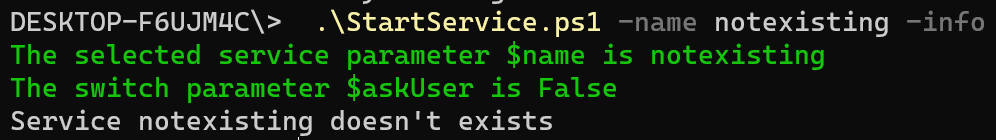 DESKTOP-F6UJM4C\> .\StartService.ps1 -name notexisting -info
The selected service parameter $name is notexisting
The switch parameter $askUser is False
Service notexisting doesn't exists